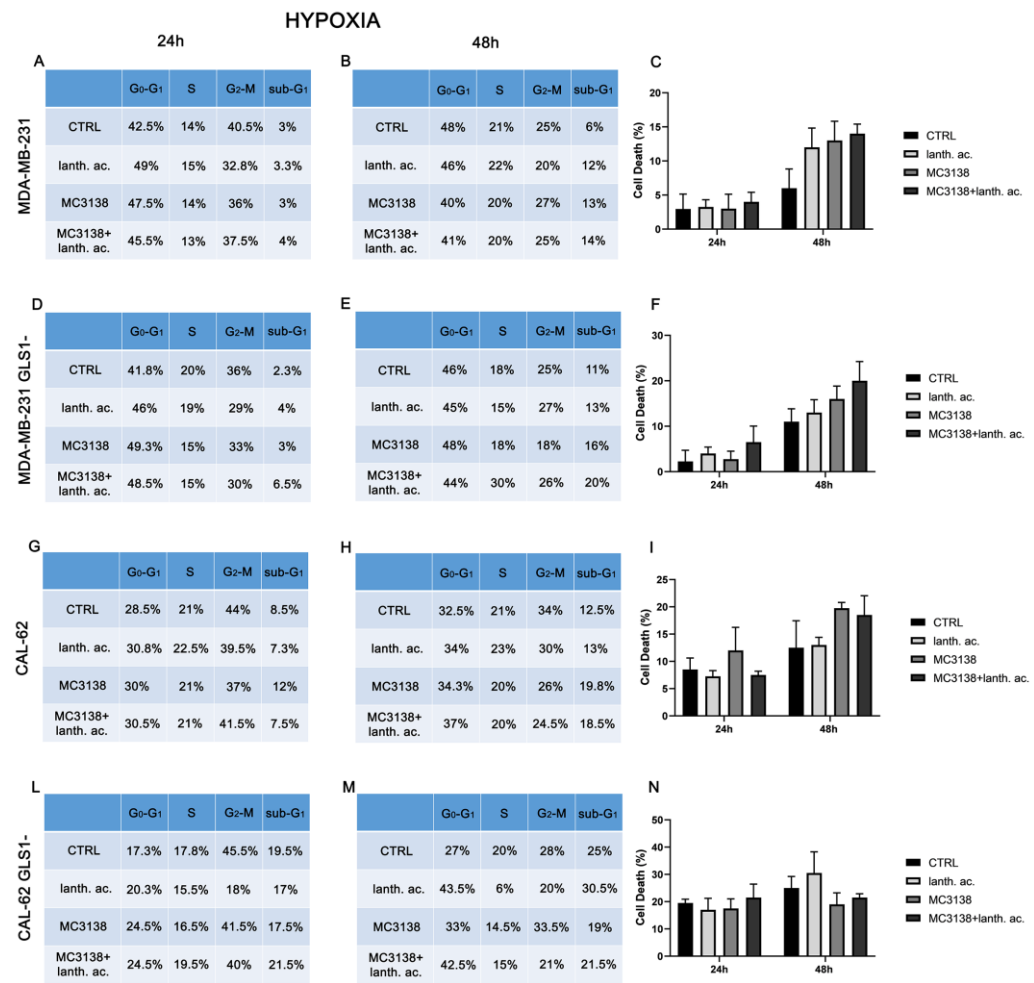 HYPOXIA
24h
48h
MDA-MB-231
A
G0-G1 S G2-M sub-G1
CTRL 42.5% 14% 40.5% 3%
lanth. ac. 49% 15% 32.8% 3.3%
MC3138 47.5% 14% 36% 3%
MC3138+
lanth. ac. 45.5% 13% 37.5% 4%
B
G0-G1 S G2-M sub-G1
CTRL 48% 21% 25% 6%
lanth. ac. 46% 22% 20% 12%
MC3138 40% 20% 27% 13%
MC3138+
lanth. ac. 41% 20% 25% 14%
C
Cell Death (%)
20
15
10
5
0
24h 48h
CTRL
lanth. ac.
MC3138
MC3138+lanth. ac.
MDA-MB-231 GLS1-
D
G0-G1 S G2-M sub-G1
CTRL 41.8% 20% 36% 2.3%
lanth. ac. 46% 19% 29% 4%
MC3138 49.3% 15% 33% 3%
MC3138+
lanth. ac. 48.5% 15% 30% 6.5%
E
G0-G1 S G2-M sub-G1
CTRL 46% 18% 25% 11%
lanth. ac. 45% 15% 27% 13%
MC3138 48% 18% 18% 16%
MC3138+
lanth. ac. 44% 30% 26% 20%
F
Cell Death (%)
30
20
10
0
24h 48h
CTRL
lanth. ac.
MC3138
MC3138+lanth. ac.
CAL-62
G
G0-G1 S G2-M sub-G1
CTRL 28.5% 21% 44% 8.5%
lanth. ac. 30.8% 22.5% 39.5% 7.3%
MC3138 30% 21% 37% 12%
MC3138+
lanth. ac. 30.5% 21% 41.5% 7.5%
H
G0-G1 S G2-M sub-G1
CTRL 32.5% 21% 34% 12.5%
lanth. ac. 34% 23% 30% 13%
MC3138 34.3% 20% 26% 19.8%
MC3138+
lanth. ac. 37% 20% 24.5% 18.5%
I
Cell Death (%)
25
20
15
10
5
0
24h 48h
CTRL
lanth. ac.
MC3138
MC3138+lanth. ac.
CAL-62 GLS1-
L
G0-G1 S G2-M sub-G1
CTRL 17.3% 17.8% 45.5% 19.5%
lanth. ac. 20.3% 15.5% 18% 17%
MC3138 24.5% 16.5% 41.5% 17.5%
MC3138+
lanth. ac. 24.5% 19.5% 40% 21.5%
M
G0-G1 S G2-M sub-G1
CTRL 27% 20% 28% 25%
lanth. ac. 43.5% 6% 20% 30.5%
MC3138 33% 14.5% 33.5% 19%
MC3138+
lanth. ac. 42.5% 15% 21% 21.5%
N
Cell Death (%)
50
40
30
20
10
0
24h 48h
CTRL
lanth. ac.
MC3138
MC3138+lanth. ac.